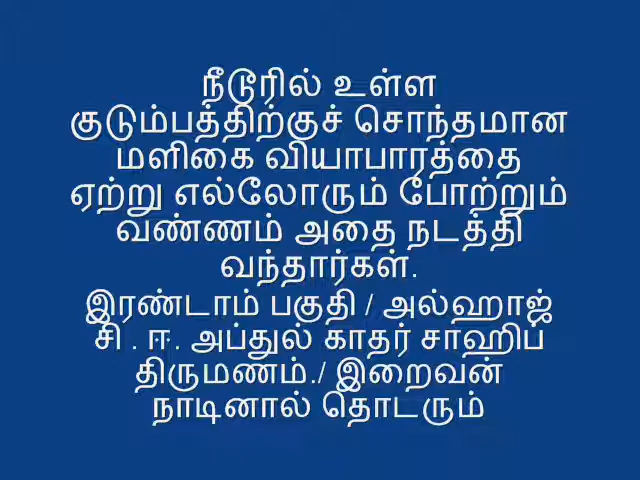 நீடூரில் உள்ள
குடும்பத்திற்குச் சொந்தமான
மளிகை வியாபாரத்தை
ஏற்று எல்லோரும் போற்றும்
வண்ணம் அதை நடத்தி
வந்தார்கள்.
இரண்டாம் பகுதி / அல்ஹாஜ்
சி . ஈ. அப்துல் காதர் சாஹிப்
திருமணம்./ இறைவன்
நாடினால் தொடரும்